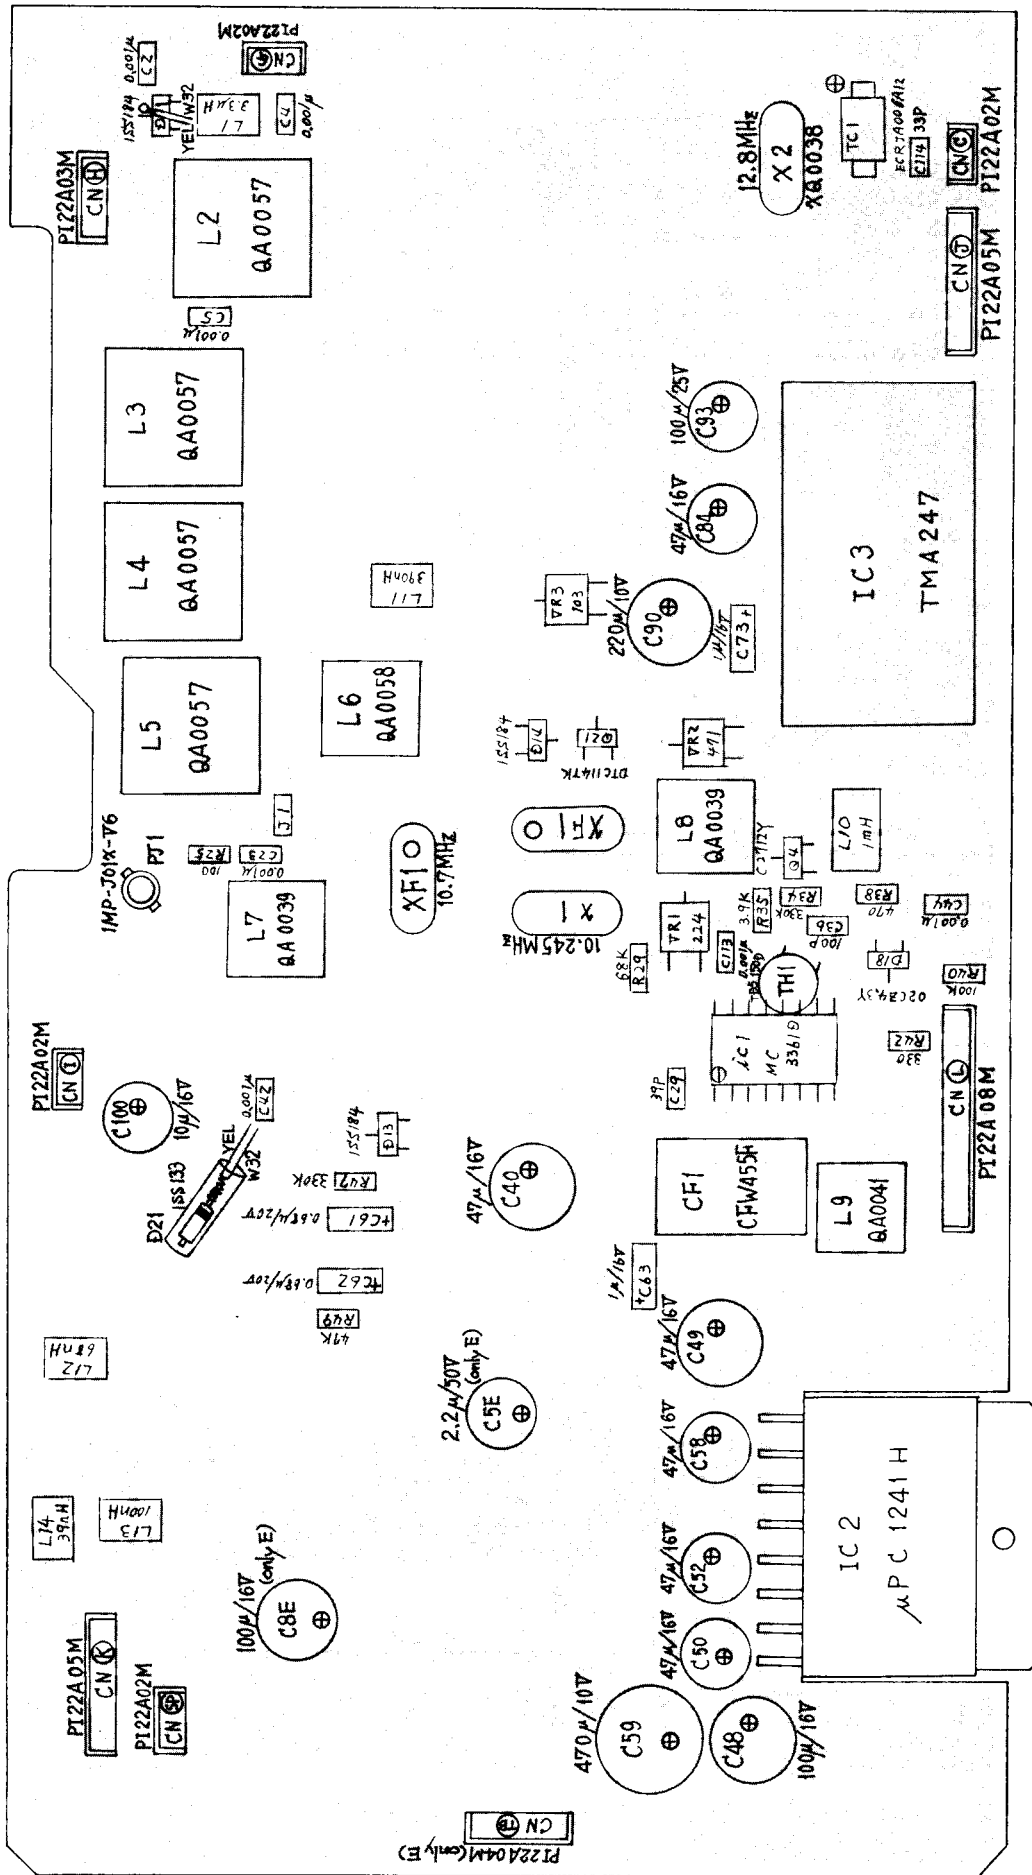 PI22A02M
CN F
0.001μ
C2
1SS184
D1
YEL/W32
L1
3.3μH
C4
0.001μ
PI22A03M
CN H
L2
QA0057
C5
0.001μ
L3
QA0057
L4
QA0057
L5
QA0057
L6
QA0058
L11
390nH
1MP-J01X-V6
PJ1
J1
R25
100
C23
0.001μ
L7
QA0039
XF1
10.7MHz
XF1
X1
10.245MHz
12.8MHz
X2
XQ0038
TC1
ECRJA008A12
C114
33P
CN C
PI22A02M
CN J
PI22A05M
100μ/25V
C93
47μ/16V
C84
220μ/10V
C90
VR3
103
1μ/16V
C73+
IC3
TMA247
1SS184
D14
Q21
DTC114TK
VR2
471
L8
QA0039
C2712Y
Q4
L10
1mH
VR1
224
3.9K
R35
R34
330K
C36
100P
R38
470
C44
0.001μ
68K
R29
C113
0.001μ
TH1
D18
02CZ4.3Y
R40
100K
R42
330
iC1
MC
3361D
39P
C29
CN L
PI22A08M
PI22A02M
CN I
C100
10μ/16V
0.001μ
C42
YEL
W32
D21
1SS133
1SS184
D13
R47
330K
+C61
0.68μ/20V
+C62
0.68μ/20V
R49
47K
47μ/16V
C40
CF1
CFW455H
L9
QA0041
1μ/16V
+C63
47μ/16V
C49
L12
68nH
2.2μ/50V
(only E)
C5E
47μ/16V
C58
L14
39nH
L13
100nH
100μ/16V
(only E)
C8E
47μ/16V
C52
47μ/16V
C50
IC2
μPC1241H
PI22A05M
CN K
PI22A02M
CN SP
470μ/10V
C59
C48
100μ/16V
CN TB
PI22A04M(only E)